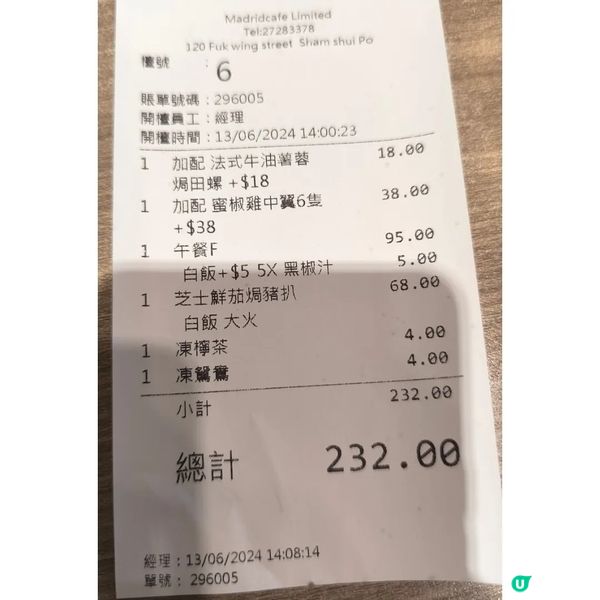 Madridcafe Limited
Tel:27283378
120 Fuk wing street Sham shui Po
檯號 : 6
賬單號碼：296005
開檯員工：經理
開檯時間：13/06/2024 14:00:23
1 加配 法式牛油薯蓉 18.00
焗田螺 +$18
1 加配 蜜椒雞中翼6隻 38.00
+$38
1 午餐F 95.00
白飯+$5 5X 黑椒汁 5.00
1 芝士鮮茄焗豬扒 68.00
白飯 大火
1 凍檸茶 4.00
1 凍鴛鴦 4.00
小計 232.00
總計 232.00
經理：13/06/2024 14:08:14
單號： 296005
U